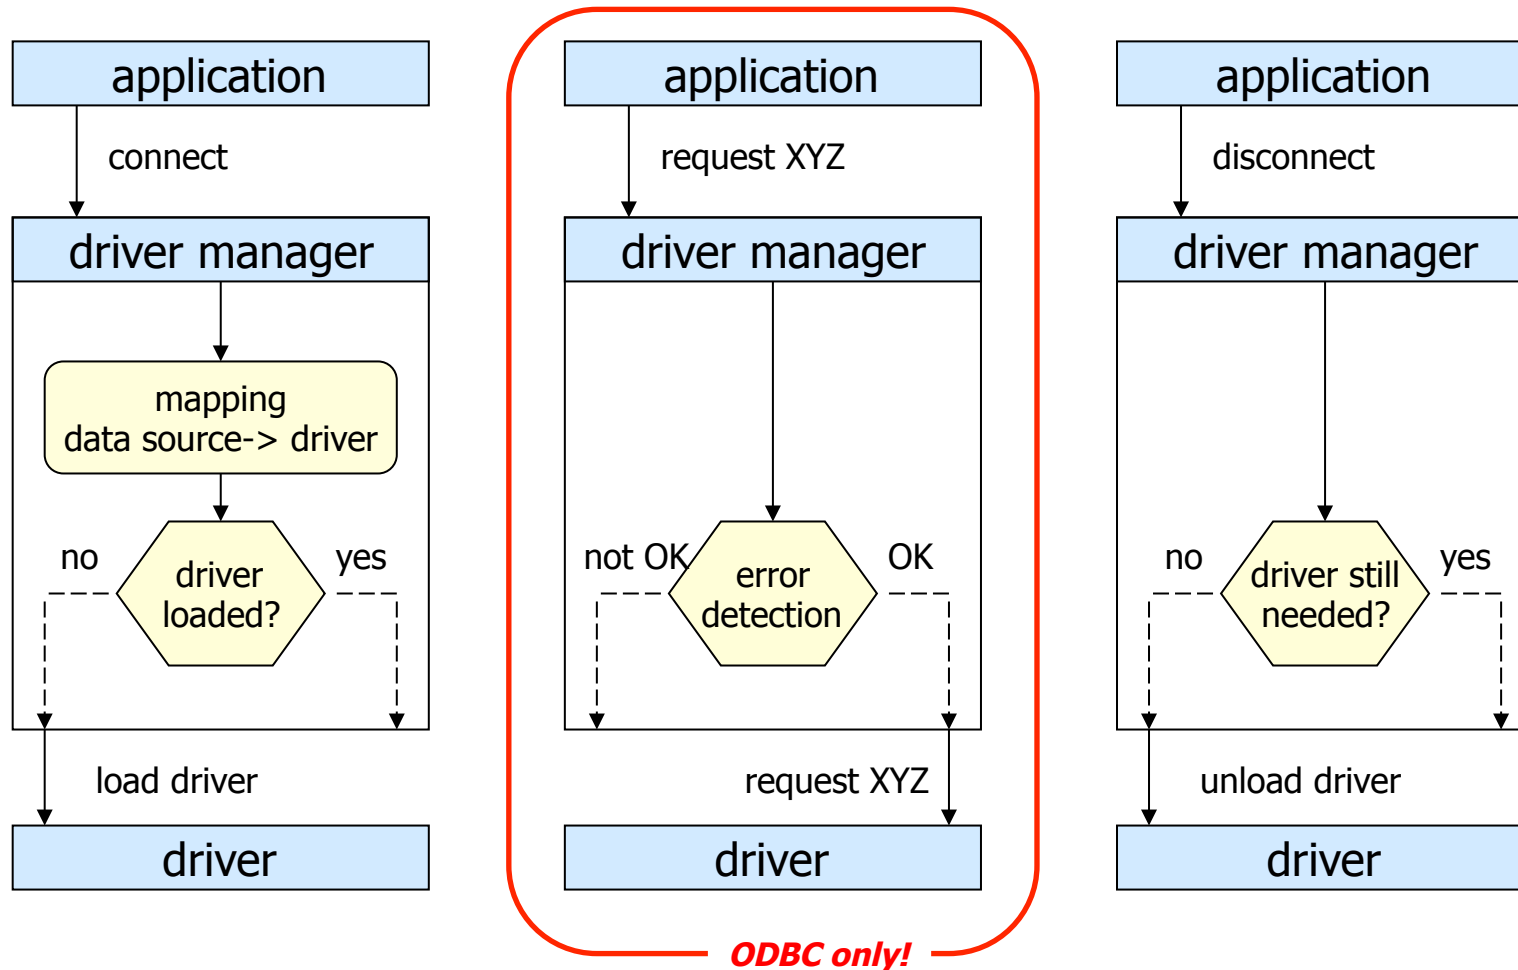 application
connect
driver manager
mapping
data source-> driver
no
yes
driver
loaded?
load driver
driver
application
request XYZ
driver manager
not OK
OK
error
detection
request XYZ
driver
ODBC only!
application
disconnect
driver manager
no
yes
driver still
needed?
unload driver
driver